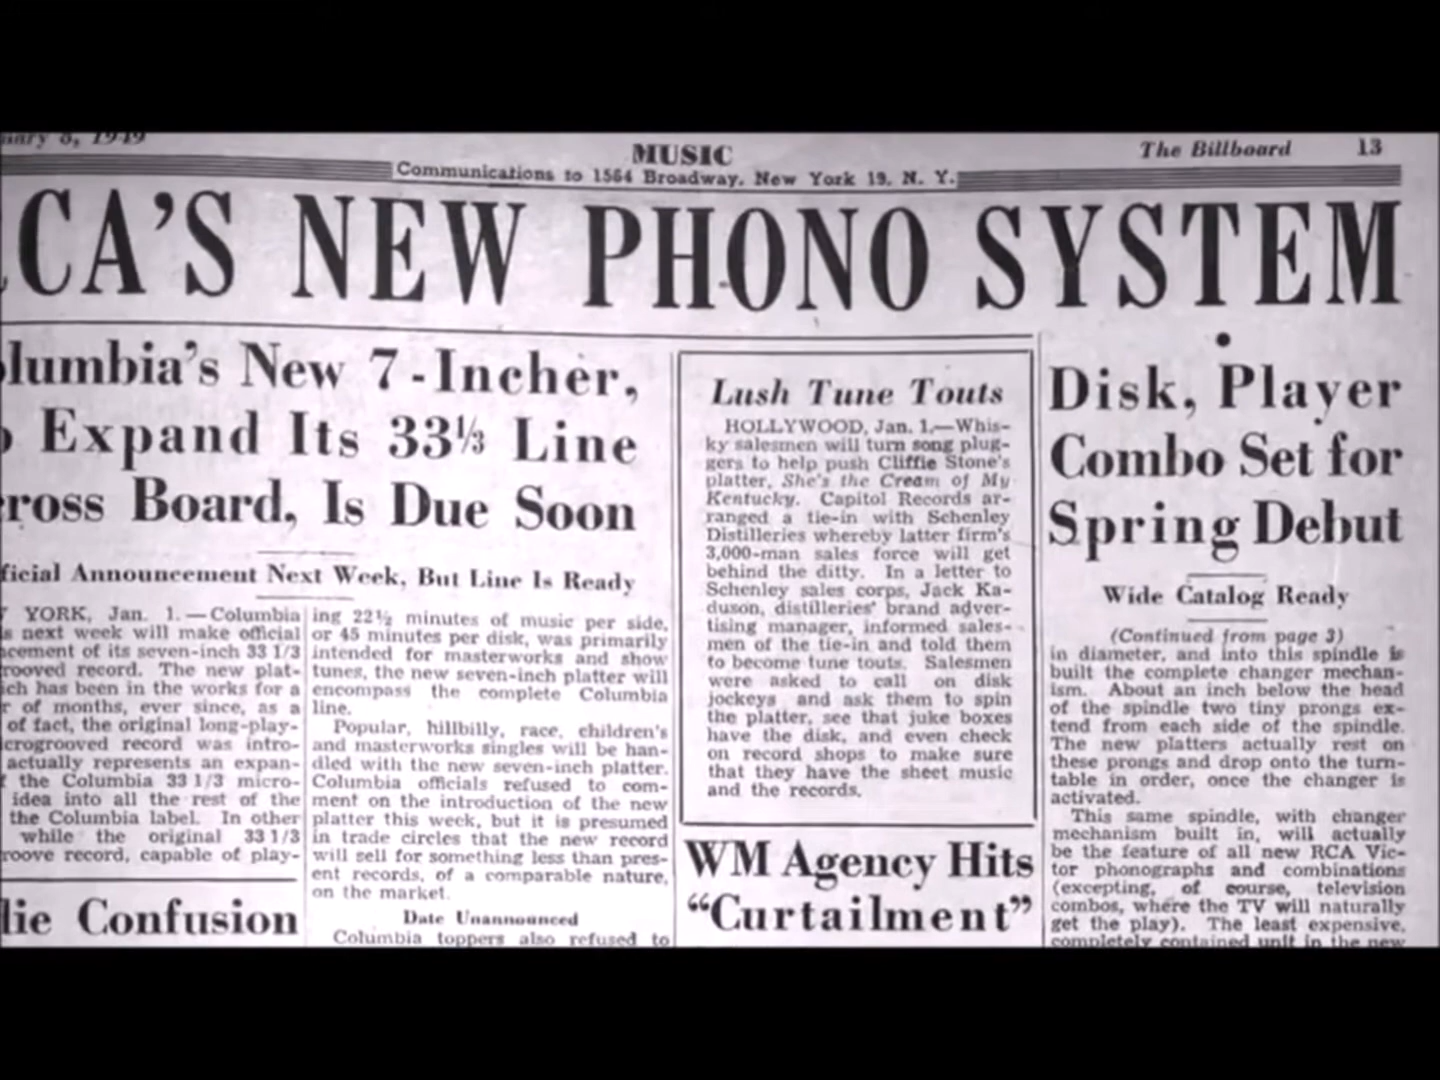 8, 1949
MUSIC
The Billboard 13
Communications to 1564 Broadway, New York 19, N. Y.
CA'S NEW PHONO SYSTEM
lumbia's New 7-Incher,
Expand Its 33⅓ Line
ross Board, Is Due Soon
ficial Announcement Next Week, But Line Is Ready
YORK, Jan. 1.—Columbia
s next week will make official
cement of its seven-inch 33 1/3
rooved record. The new plat-
ich has been in the works for a
r of months, ever since, as a
of fact, the original long-play-
crogrooved record was intro-
actually represents an expan-
f the Columbia 33 1/3 micro-
idea into all the rest of the
the Columbia label. In other
while the original 33 1/3
roove record, capable of play-
lie Confusion
ing 22½ minutes of music per side,
or 45 minutes per disk, was primarily
intended for masterworks and show
tunes, the new seven-inch platter will
encompass the complete Columbia
line.
Popular, hillbilly, race, children's
and masterworks singles will be han-
dled with the new seven-inch platter.
Columbia officials refused to com-
ment on the introduction of the new
platter this week, but it is presumed
in trade circles that the new record
will sell for something less than pres-
ent records, of a comparable nature,
on the market.
Date Unannounced
Columbia toppers also refused to
Lush Tune Touts
HOLLYWOOD, Jan. 1.—Whis-
ky salesmen will turn song plug-
gers to help push Cliffie Stone's
platter, She's the Cream of My
Kentucky. Capitol Records ar-
ranged a tie-in with Schenley
Distilleries whereby latter firm's
3,000-man sales force will get
behind the ditty. In a letter to
Schenley sales corps, Jack Ka-
duson, distilleries' brand adver-
tising manager, informed sales-
men of the tie-in and told them
to become tune touts. Salesmen
were asked to call on disk
jockeys and ask them to spin
the platter, see that juke boxes
have the disk, and even check
on record shops to make sure
that they have the sheet music
and the records.
WM Agency Hits
"Curtailment"
Disk, Player
Combo Set for
Spring Debut
Wide Catalog Ready
(Continued from page 3)
in diameter, and into this spindle is
built the complete changer mechan-
ism. About an inch below the head
of the spindle two tiny prongs ex-
tend from each side of the spindle.
The new platters actually rest on
these prongs and drop onto the turn-
table in order, once the changer is
activated.
This same spindle, with changer
mechanism built in, will actually
be the feature of all new RCA Vic-
tor phonographs and combinations
(excepting, of course, television
combos, where the TV will naturally
get the play). The least expensive,
completely contained unit in the new